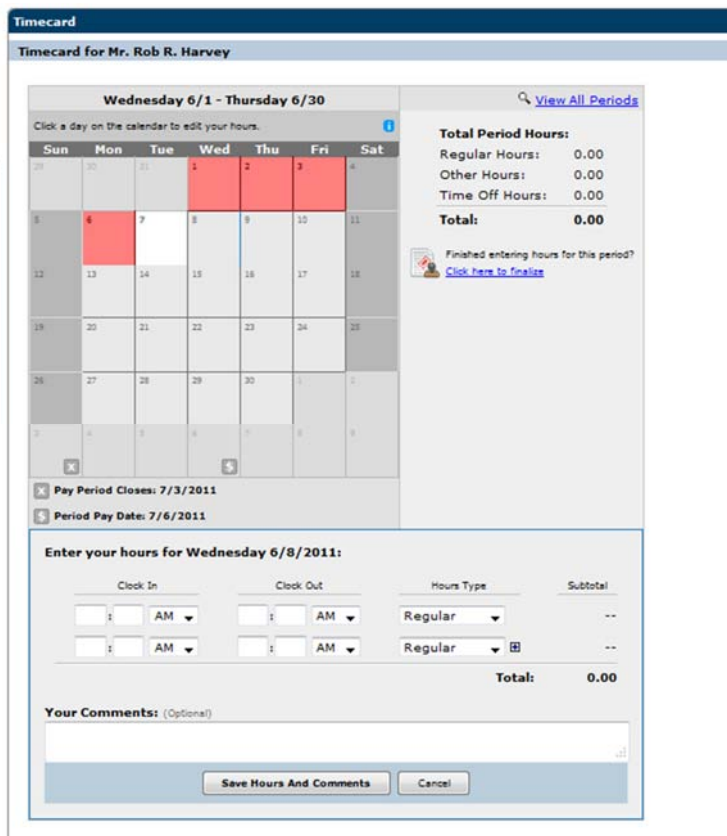 Timecard
Timecard for Mr. Rob R. Harvey
Wednesday 6/1 - Thursday 6/30
View All Periods
Click a day on the calendar to edit your hours.
Total Period Hours:
Sun Mon Tue Wed Thu Fri Sat
Regular Hours: 0.00
Other Hours: 0.00
Time Off Hours: 0.00
Total: 0.00
29 30 31 1 2 3 4
5 6 7 8 9 10 11
Finished entering hours for this period?
Click here to finalize
12 13 14 15 16 17 18
19 20 21 22 23 24 25
26 27 28 29 30 1 2
3 4 5 6 7 8 9
X $
X Pay Period Closes: 7/3/2011
$ Period Pay Date: 7/6/2011
Enter your hours for Wednesday 6/8/2011:
Clock In Clock Out Hours Type Subtotal
: AM : AM Regular --
: AM : AM Regular --
Total: 0.00
Your Comments: (Optional)
Save Hours And Comments Cancel